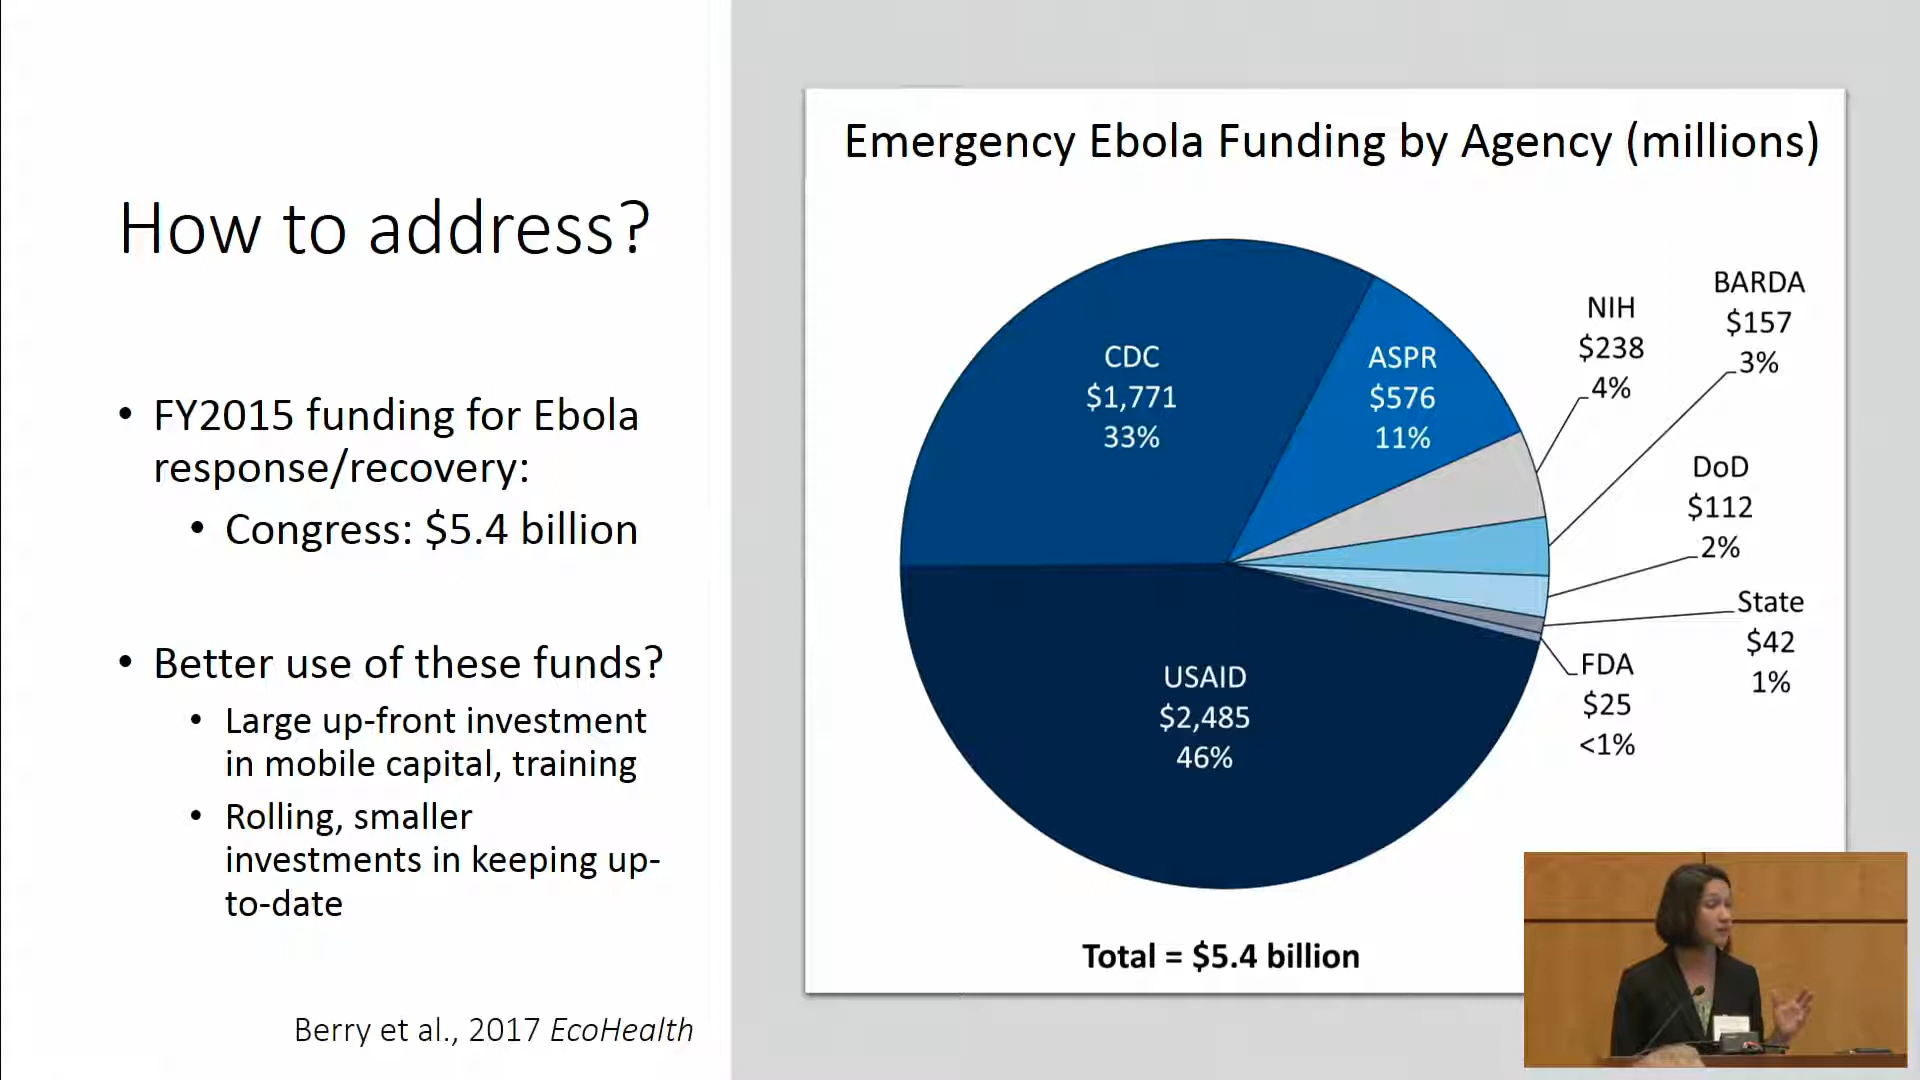 How to address?
• FY2015 funding for Ebola
response/recovery:
• Congress: $5.4 billion
• Better use of these funds?
• Large up-front investment
in mobile capital, training
• Rolling, smaller
investments in keeping up-
to-date
Berry et al., 2017 EcoHealth
Emergency Ebola Funding by Agency (millions)
CDC
$1,771
33%
ASPR
$576
11%
NIH
$238
4%
BARDA
$157
3%
DoD
$112
2%
State
$42
1%
FDA
$25
<1%
USAID
$2,485
46%
Total = $5.4 billion